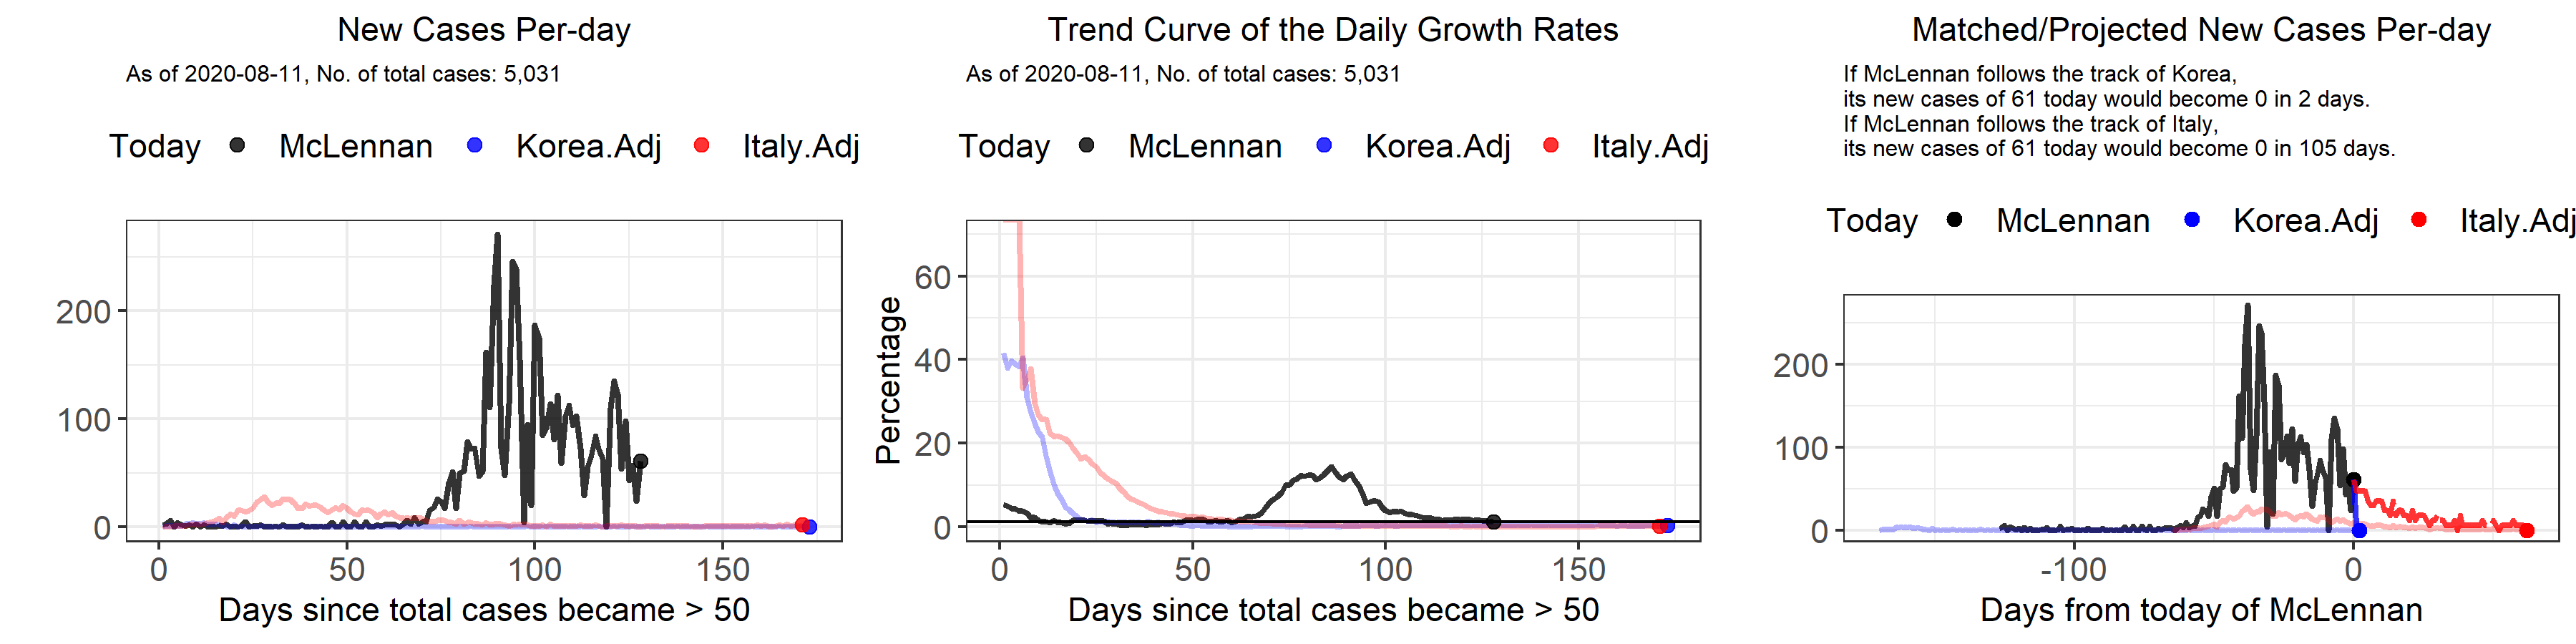 New Cases Per-day
As of 2020-08-11, No. of total cases: 5,031
Today McLennan Korea.Adj Italy.Adj
200
100
0
0 50 100 150
Days since total cases became > 50
Trend Curve of the Daily Growth Rates
As of 2020-08-11, No. of total cases: 5,031
Today McLennan Korea.Adj Italy.Adj
Percentage
60
40
20
0
0 50 100 150
Days since total cases became > 50
Matched/Projected New Cases Per-day
If McLennan follows the track of Korea,
its new cases of 61 today would become 0 in 2 days.
If McLennan follows the track of Italy,
its new cases of 61 today would become 0 in 105 days.
Today McLennan Korea.Adj Italy.Adj
200
100
0
-100 0
Days from today of McLennan